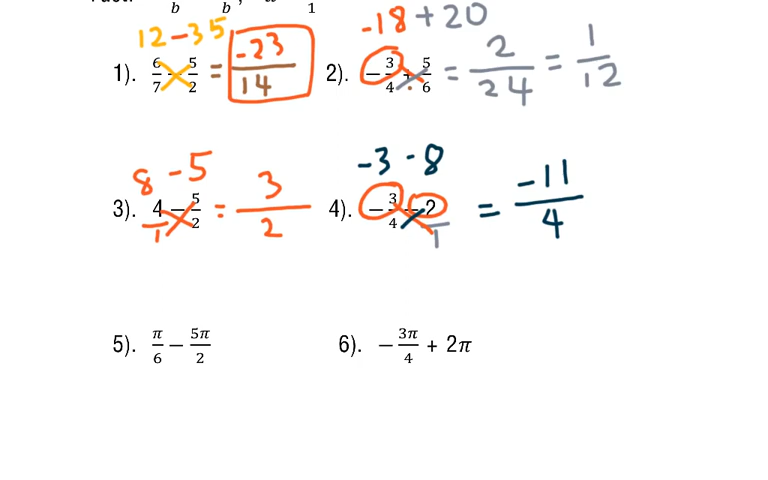 b b 1
12 - 35 -18 + 20
1). 6/7 - 5/2 = -23/14 2). -3/4 + 5/6 = 2/24 = 1/12
8 - 5 -3 - 8
3). 4/1 - 5/2 = 3/2 4). -3/4 - 2/1 = -11/4
5). π/6 - 5π/2 6). -3π/4 + 2π